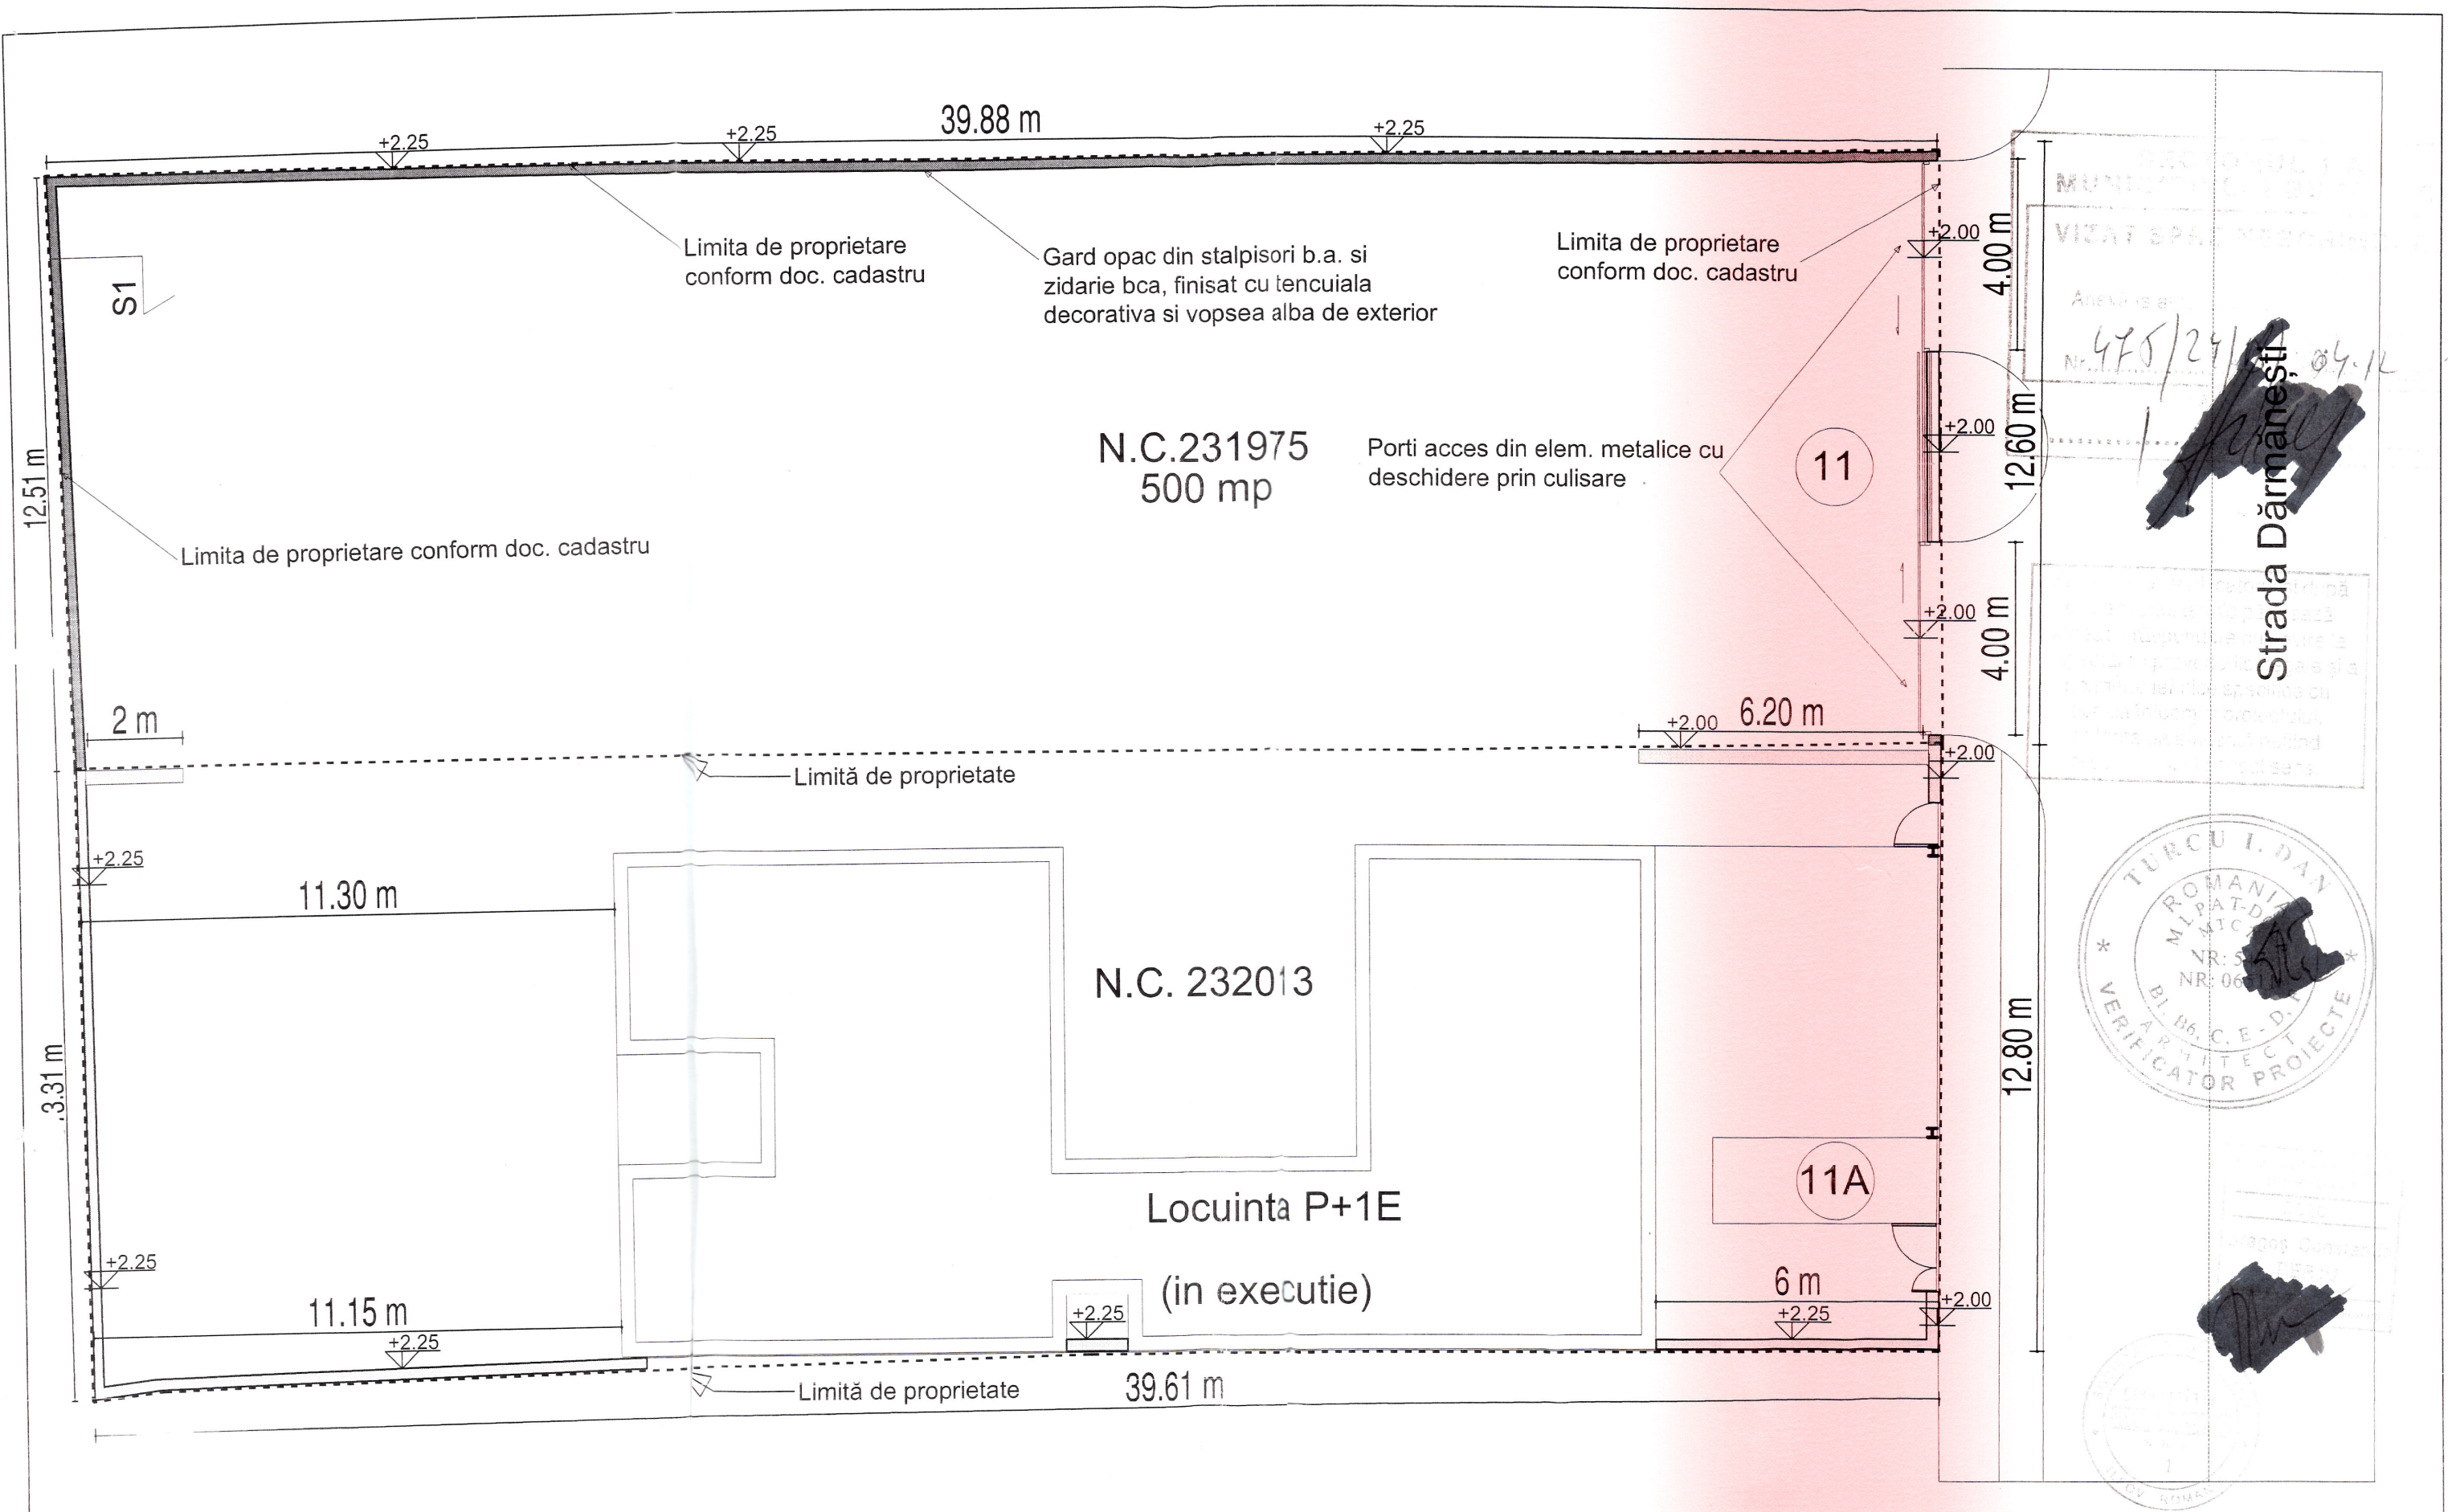 39.88 m
+2.25
+2.25
+2.25
Limita de proprietare
conform doc. cadastru
Gard opac din stalpisori b.a. si
zidarie bca, finisat cu tencuiala
decorativa si vopsea alba de exterior
Limita de proprietare
conform doc. cadastru
S1
+2.00
4.00 m
VIZAT
12.51 m
N.C.231975
500 mp
Porti acces din elem. metalice cu
deschidere prin culisare
11
+2.00
12.60 m
Strada Dărmănești
Limita de proprietare conform doc. cadastru
+2.00
4.00 m
2 m
+2.00
6.20 m
+2.00
Limită de proprietate
+2.25
11.30 m
N.C. 232013
TURCU I. DAN
VERIFICATOR PROIECTE
ROMANIA
ARHITECT
.3.31 m
12.80 m
11A
Locuinta P+1E
(in executie)
+2.25
11.15 m
+2.25
+2.25
6 m
+2.25
+2.00
Limită de proprietate
39.61 m